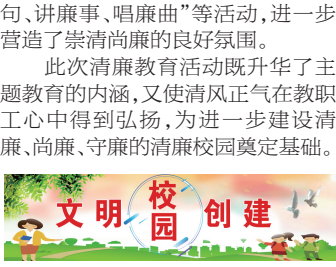 句、讲廉事、唱廉曲”等活动，进一步
营造了崇清尚廉的良好氛围。
此次清廉教育活动既升华了主
题教育的内涵，又使清风正气在教职
工心中得到弘扬，为进一步建设清
廉、尚廉、守廉的清廉校园奠定基础。
文明校园创建